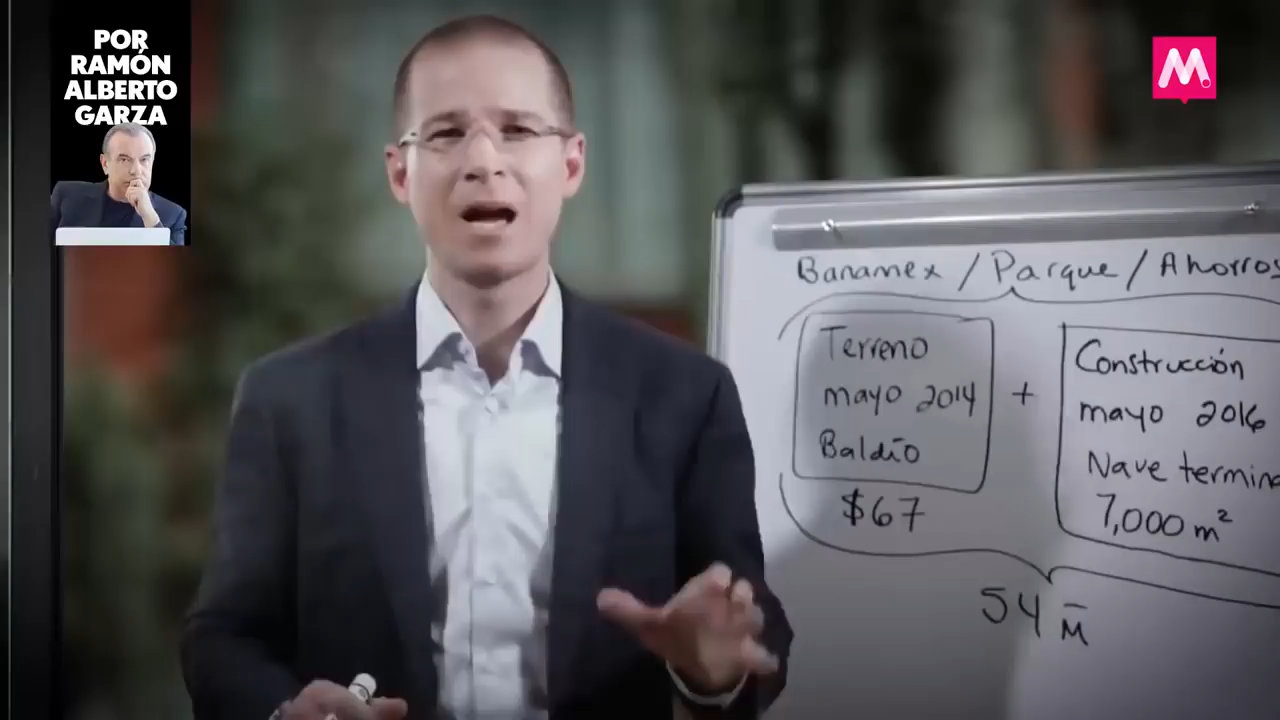 POR
RAMÓN
ALBERTO
GARZA
M
Banamex / Parque / Ahorros
Terreno
mayo 2014
Baldío
$67
+
Construcción
mayo 2016
Nave termina
7,000 m²
54 M